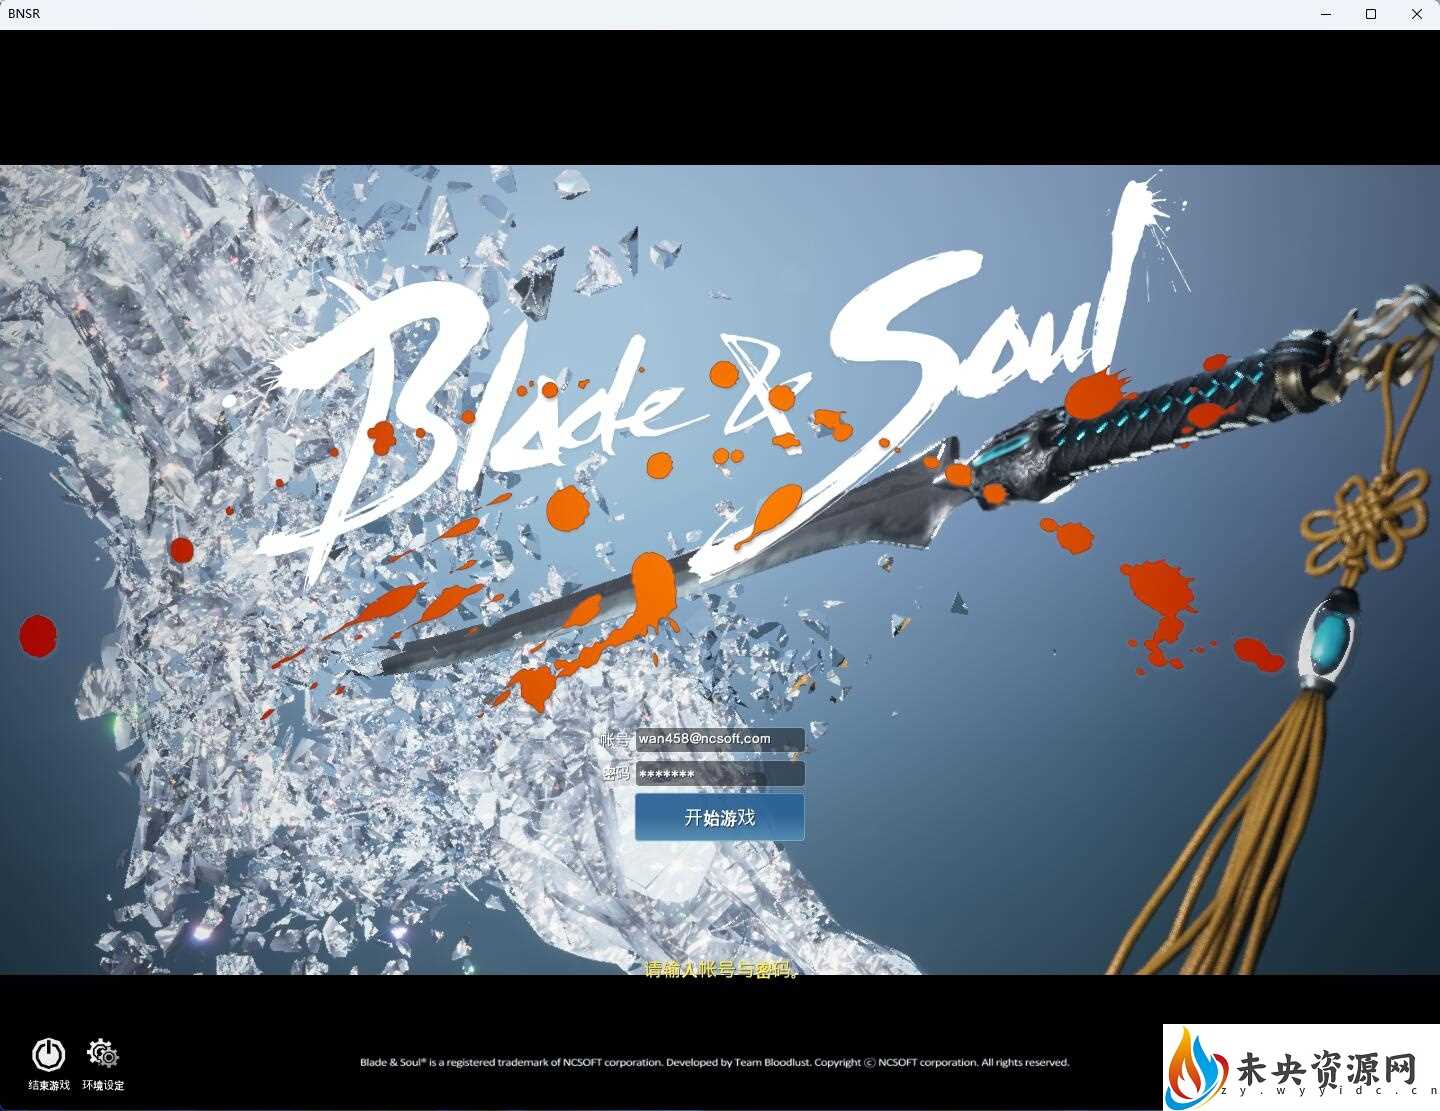 BNSR
Blade & Soul
帐号 wan458@ncsoft.com
密码 *******
开始游戏
请输入帐号与密码。
结束游戏 环境设定
Blade & Soul® is a registered trademark of NCSOFT corporation. Developed by Team Bloodlust. Copyright ⓒ NCSOFT corporation. All rights reserved.
未央资源网
zy.wyyidc.cn